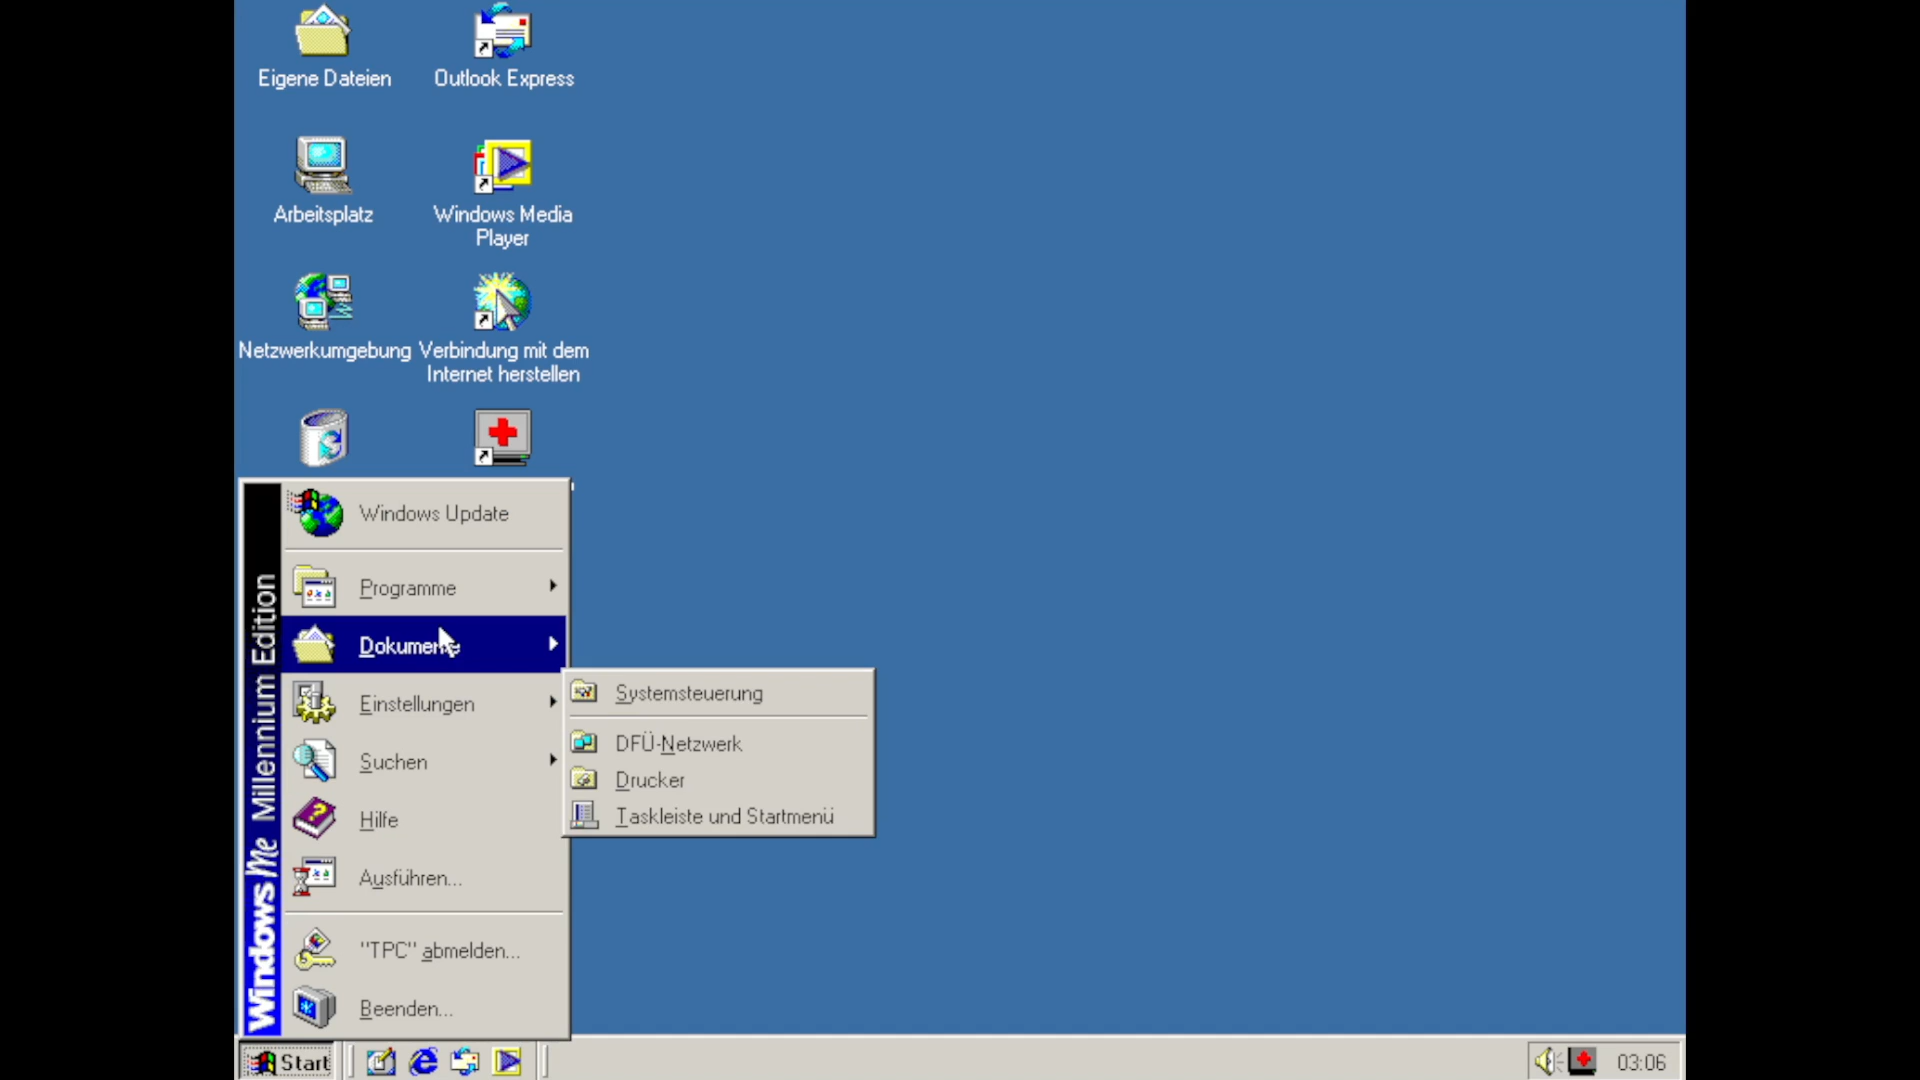 Eigene Dateien
Outlook Express
Arbeitsplatz
Windows Media
Player
Netzwerkumgebung
Verbindung mit dem
Internet herstellen
Windows Me Millennium Edition
Windows Update
Programme
Dokumente
Einstellungen
Suchen
Hilfe
Ausführen...
"TPC" abmelden...
Beenden...
Systemsteuerung
DFÜ-Netzwerk
Drucker
Taskleiste und Startmenü
Start
03:06